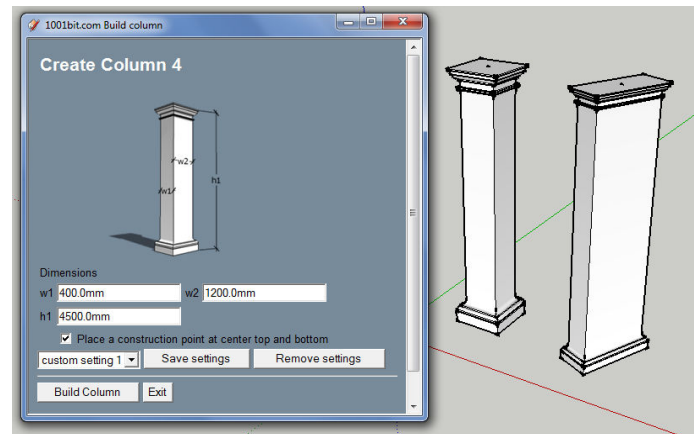 1001bit.com Build column
Create Column 4
w2
w1
h1
Dimensions
w1 400.0mm w2 1200.0mm
h1 4500.0mm
Place a construction point at center top and bottom
custom setting 1 Save settings Remove settings
Build Column Exit